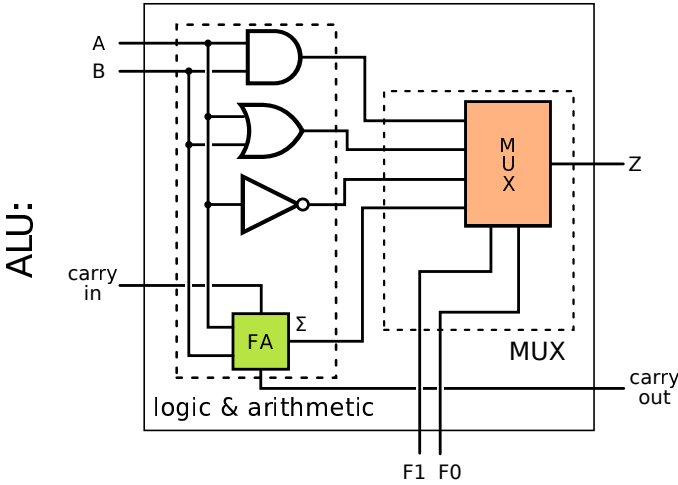 ALU:
A
B
carry
in
FA
Σ
M
U
X
Z
MUX
logic & arithmetic
carry
out
F1 F0